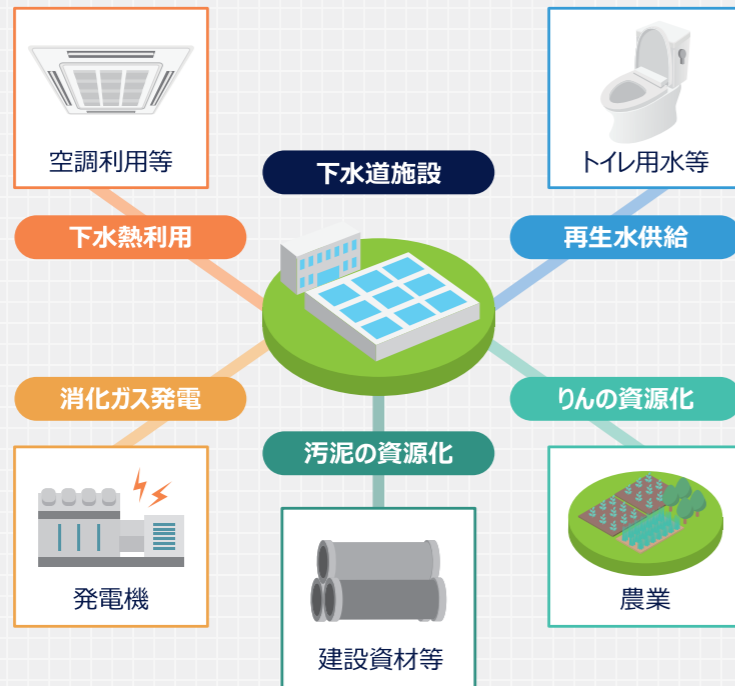 空調利用等
トイレ用水等
下水道施設
下水熱利用
再生水供給
消化ガス発電
りんの資源化
汚泥の資源化
発電機
農業
建設資材等